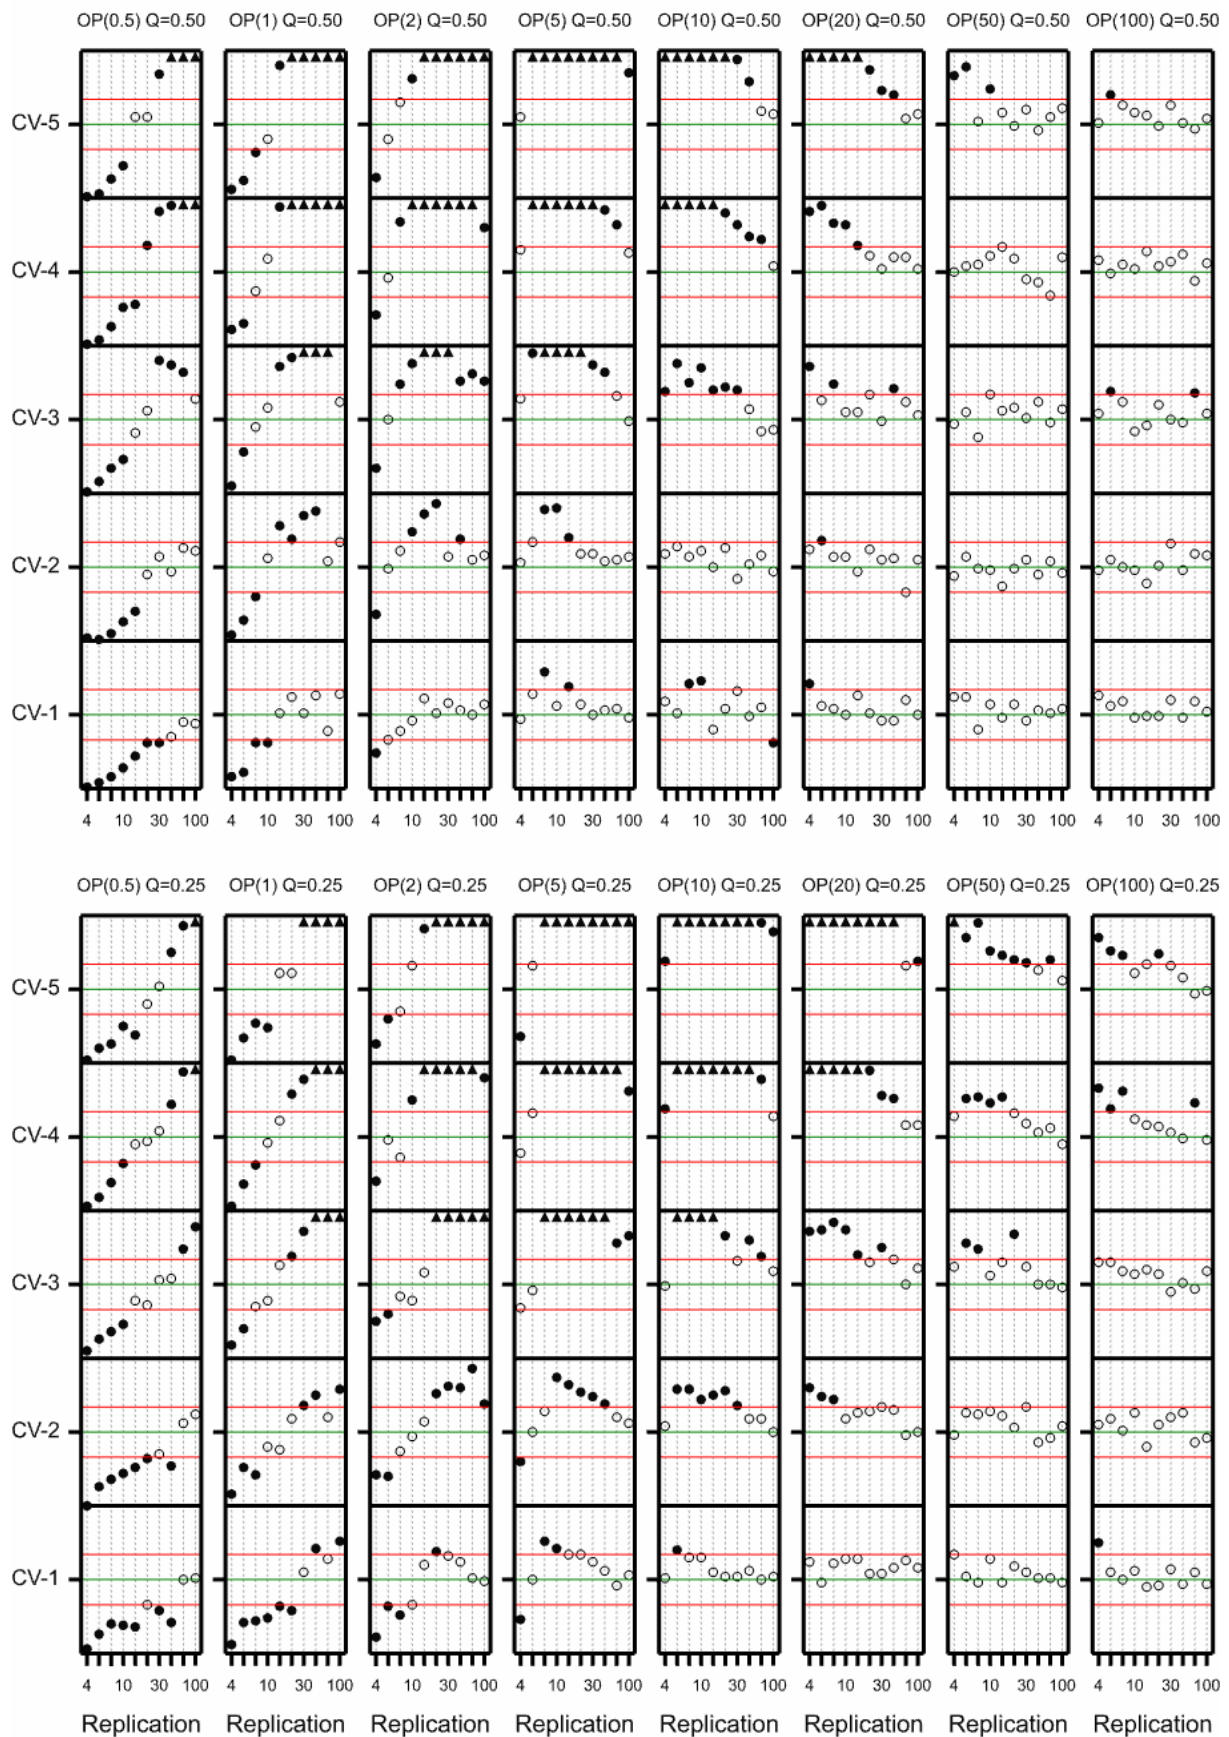 OP(0.5) Q=0.50 OP(1) Q=0.50 OP(2) Q=0.50 OP(5) Q=0.50 OP(10) Q=0.50 OP(20) Q=0.50 OP(50) Q=0.50 OP(100) Q=0.50
CV-5
CV-4
CV-3
CV-2
CV-1
4 10 30 100 4 10 30 100 4 10 30 100 4 10 30 100 4 10 30 100 4 10 30 100 4 10 30 100 4 10 30 100
OP(0.5) Q=0.25 OP(1) Q=0.25 OP(2) Q=0.25 OP(5) Q=0.25 OP(10) Q=0.25 OP(20) Q=0.25 OP(50) Q=0.25 OP(100) Q=0.25
CV-5
CV-4
CV-3
CV-2
CV-1
4 10 30 100 4 10 30 100 4 10 30 100 4 10 30 100 4 10 30 100 4 10 30 100 4 10 30 100 4 10 30 100
Replication Replication Replication Replication Replication Replication Replication Replication